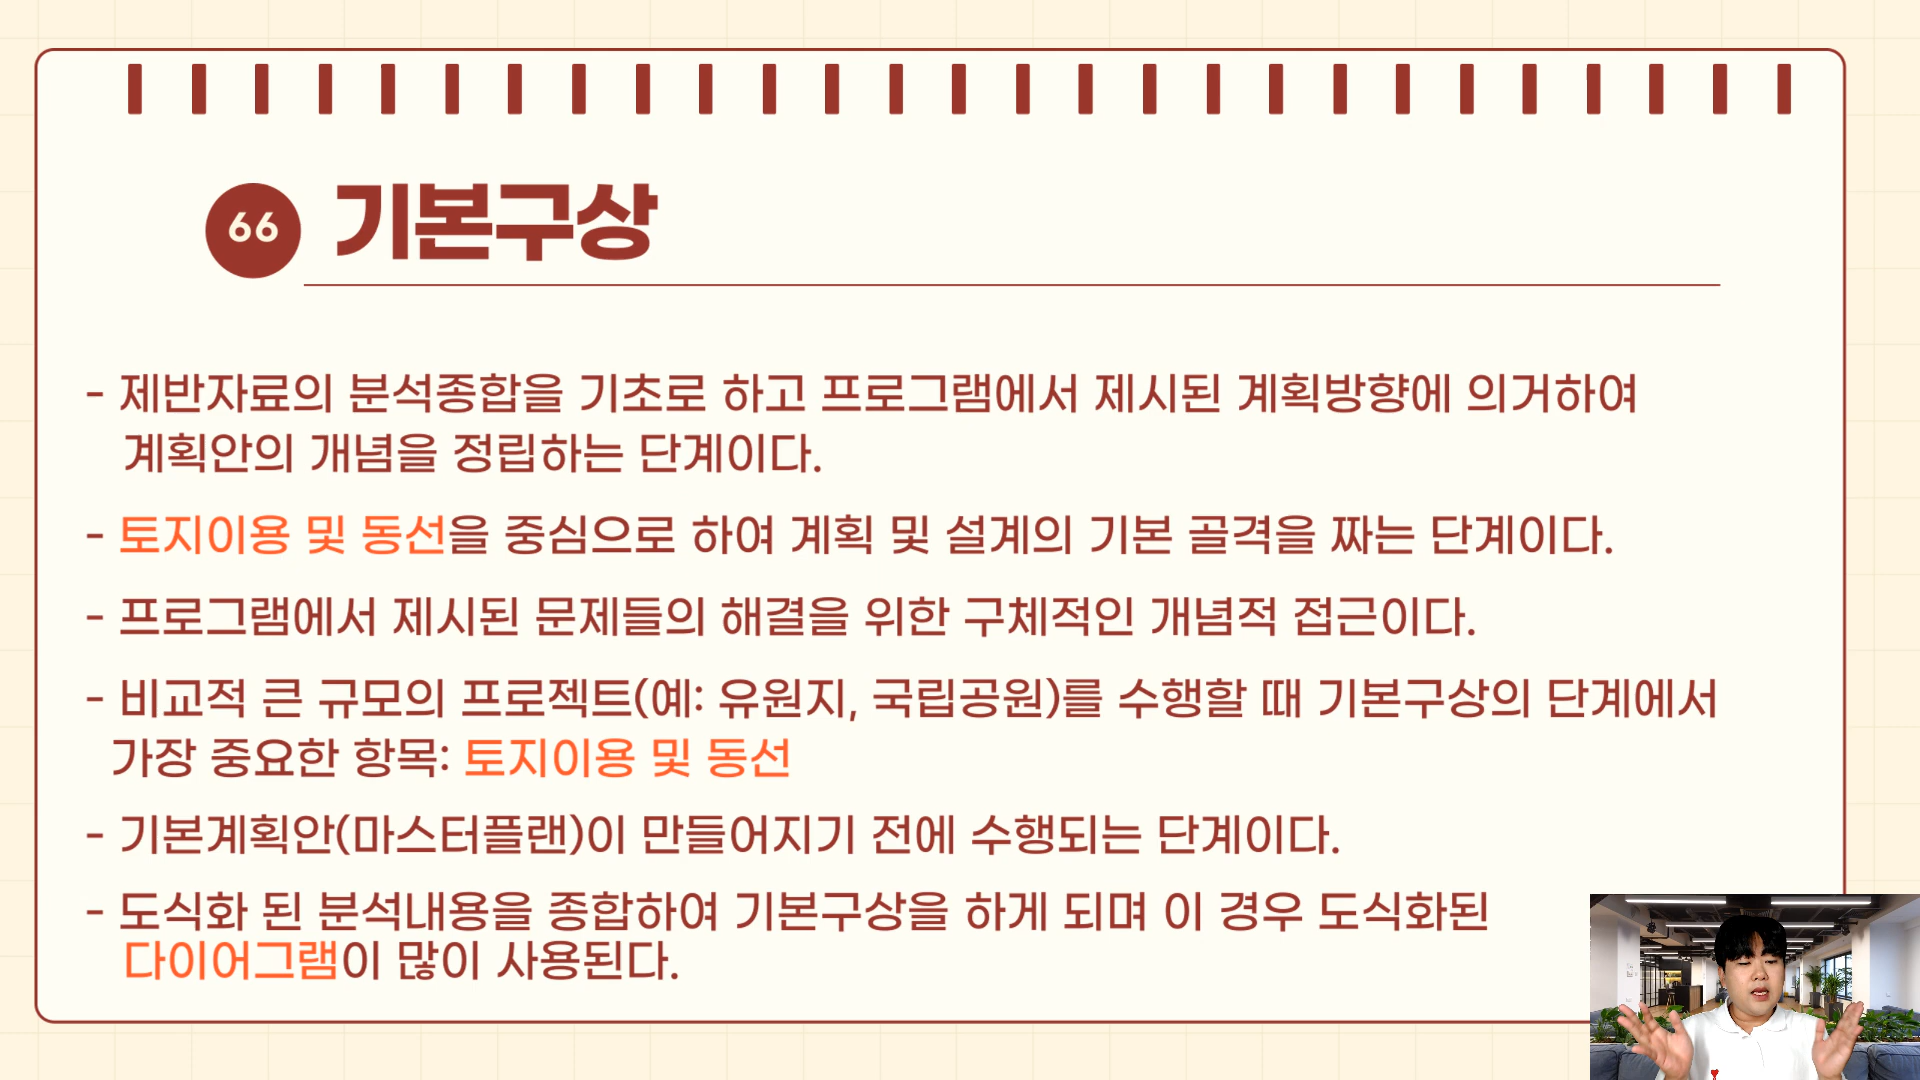 66 기본구상
- 제반자료의 분석종합을 기초로 하고 프로그램에서 제시된 계획방향에 의거하여
계획안의 개념을 정립하는 단계이다.
- 토지이용 및 동선을 중심으로 하여 계획 및 설계의 기본 골격을 짜는 단계이다.
- 프로그램에서 제시된 문제들의 해결을 위한 구체적인 개념적 접근이다.
- 비교적 큰 규모의 프로젝트(예: 유원지, 국립공원)를 수행할 때 기본구상의 단계에서
가장 중요한 항목: 토지이용 및 동선
- 기본계획안(마스터플랜)이 만들어지기 전에 수행되는 단계이다.
- 도식화 된 분석내용을 종합하여 기본구상을 하게 되며 이 경우 도식화된
다이어그램이 많이 사용된다.